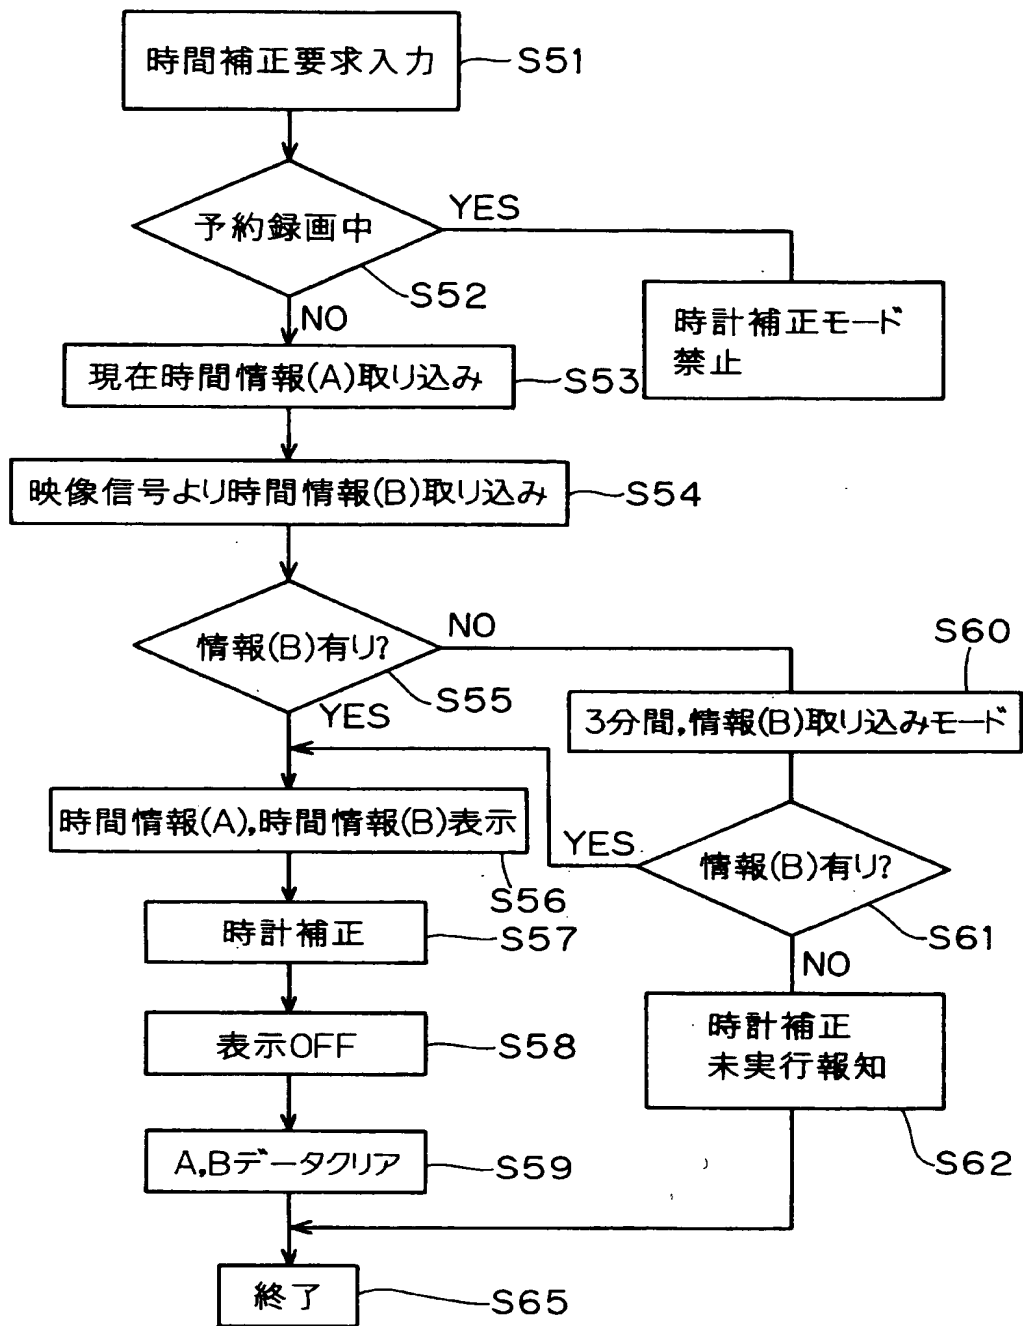 時間補正要求入力
S51
予約録画中
YES
S52
NO
時計補正モード
禁止
現在時間情報(A)取り込み
S53
映像信号より時間情報(B)取り込み
S54
情報(B)有り?
NO
S55
YES
S60
3分間,情報(B)取り込みモード
時間情報(A),時間情報(B)表示
S56
YES
情報(B)有り?
S61
NO
時計補正
S57
時計補正
未実行報知
S62
表示OFF
S58
A,Bデータクリア
S59
終了
S65